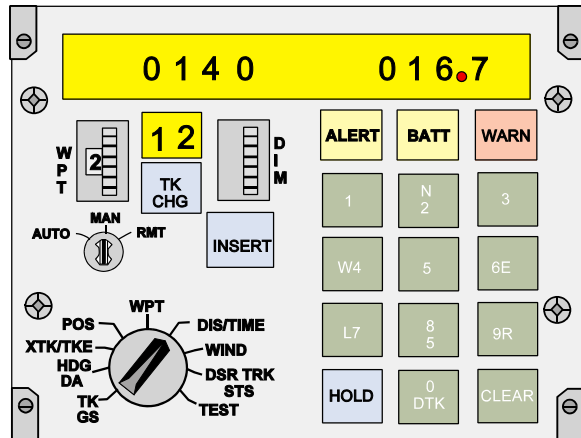 0140 016.7
12
ALERT BATT WARN
WPT
2
DIM
TK
CHG
1
N
2
3
MAN
AUTO
RMT
INSERT
W4
5
6E
WPT
POS
DIS/TIME
XTK/TKE
WIND
HDG
DA
DSR TRK
STS
TK
GS
TEST
L7
8
5
9R
HOLD
0
DTK
CLEAR